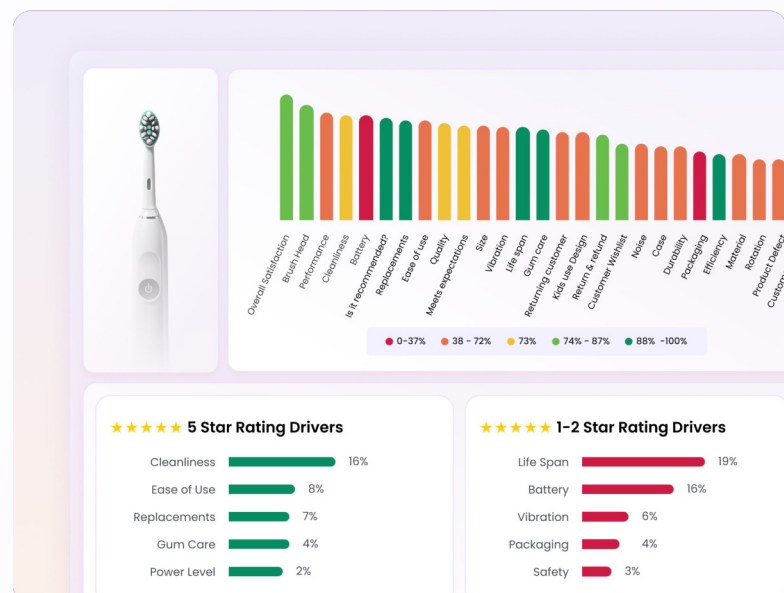 Overall Satisfaction
Brush Head
Performance
Cleanliness
Battery
Is it recommended?
Replacements
Ease of use
Quality
Meets expectations
Size
Vibration
Life span
Gum care
Returning customer
Kids use Design
Return & refund
Customer Wishlist
Noise
Case
Durability
Packaging
Efficiency
Material
Rotation
Product Defect
Custom
0-37%
38 - 72%
73%
74% - 87%
88% -100%
5 Star Rating Drivers
Cleanliness 16%
Ease of Use 8%
Replacements 7%
Gum Care 4%
Power Level 2%
1-2 Star Rating Drivers
Life Span 19%
Battery 16%
Vibration 6%
Packaging 4%
Safety 3%